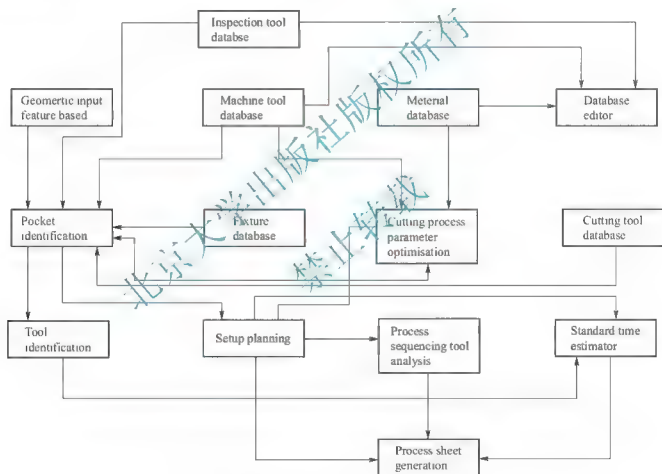 Inspection tool
databse
Geomertic input
feature based
Machine tool
database
Meterial
database
Database
editor
Pocket
identification
Fixture
database
Cutting process
parameter
optimisation
Cutting tool
database
Tool
identification
Setup planning
Process
sequencing tool
analysis
Standard time
estimator
Process sheet
generation
北京大学出版社版权所有
禁止转载